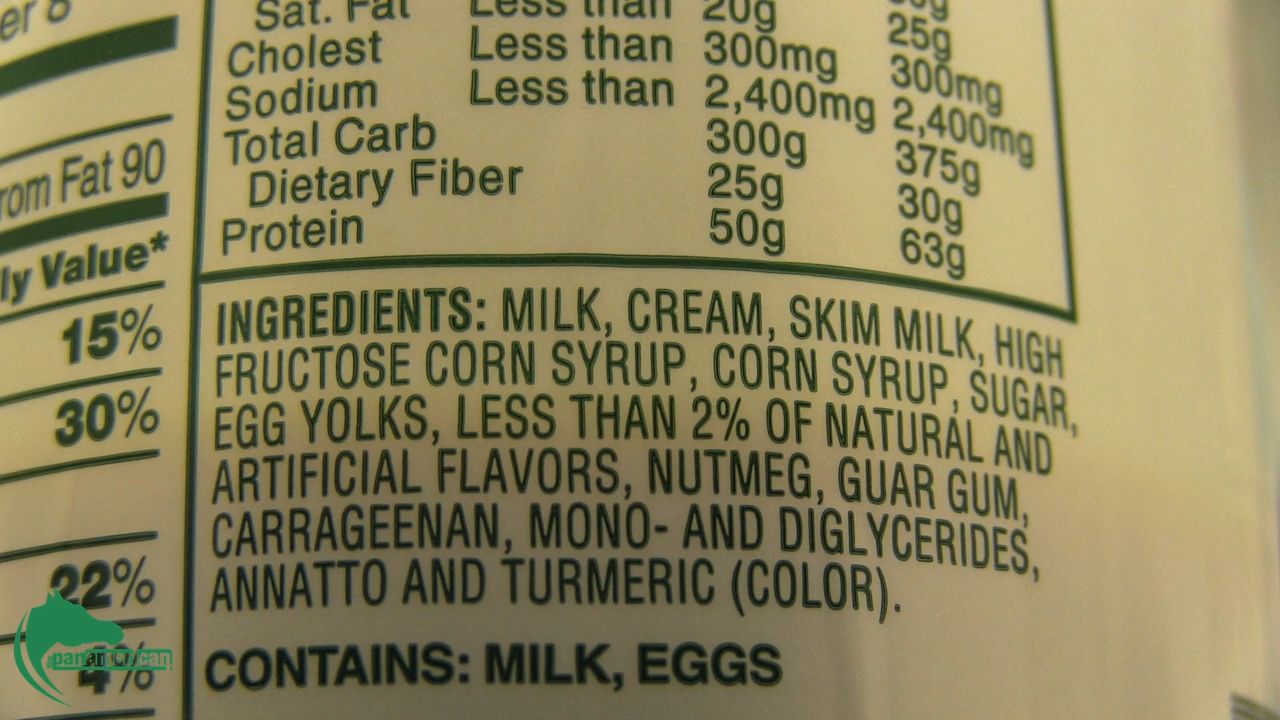 er 8
rom Fat 90
ly Value*
15%
30%
22%
4%
Sat. Fat Less than 20g 25g
Cholest Less than 300mg 300mg
Sodium Less than 2,400mg 2,400mg
Total Carb 300g 375g
Dietary Fiber 25g 30g
Protein 50g 63g
INGREDIENTS: MILK, CREAM, SKIM MILK, HIGH
FRUCTOSE CORN SYRUP, CORN SYRUP, SUGAR,
EGG YOLKS, LESS THAN 2% OF NATURAL AND
ARTIFICIAL FLAVORS, NUTMEG, GUAR GUM,
CARRAGEENAN, MONO- AND DIGLYCERIDES,
ANNATTO AND TURMERIC (COLOR).
CONTAINS: MILK, EGGS